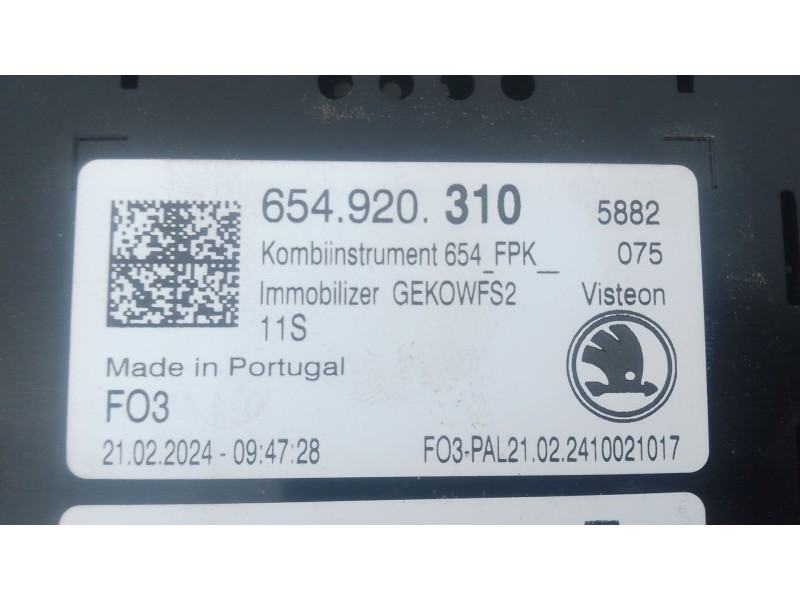 654.920.310 5882
Kombiinstrument 654_FPK__ 075
Immobilizer GEKOWFS2 Visteon
11S
Made in Portugal
FO3
21.02.2024 - 09:47:28 FO3-PAL21.02.2410021017